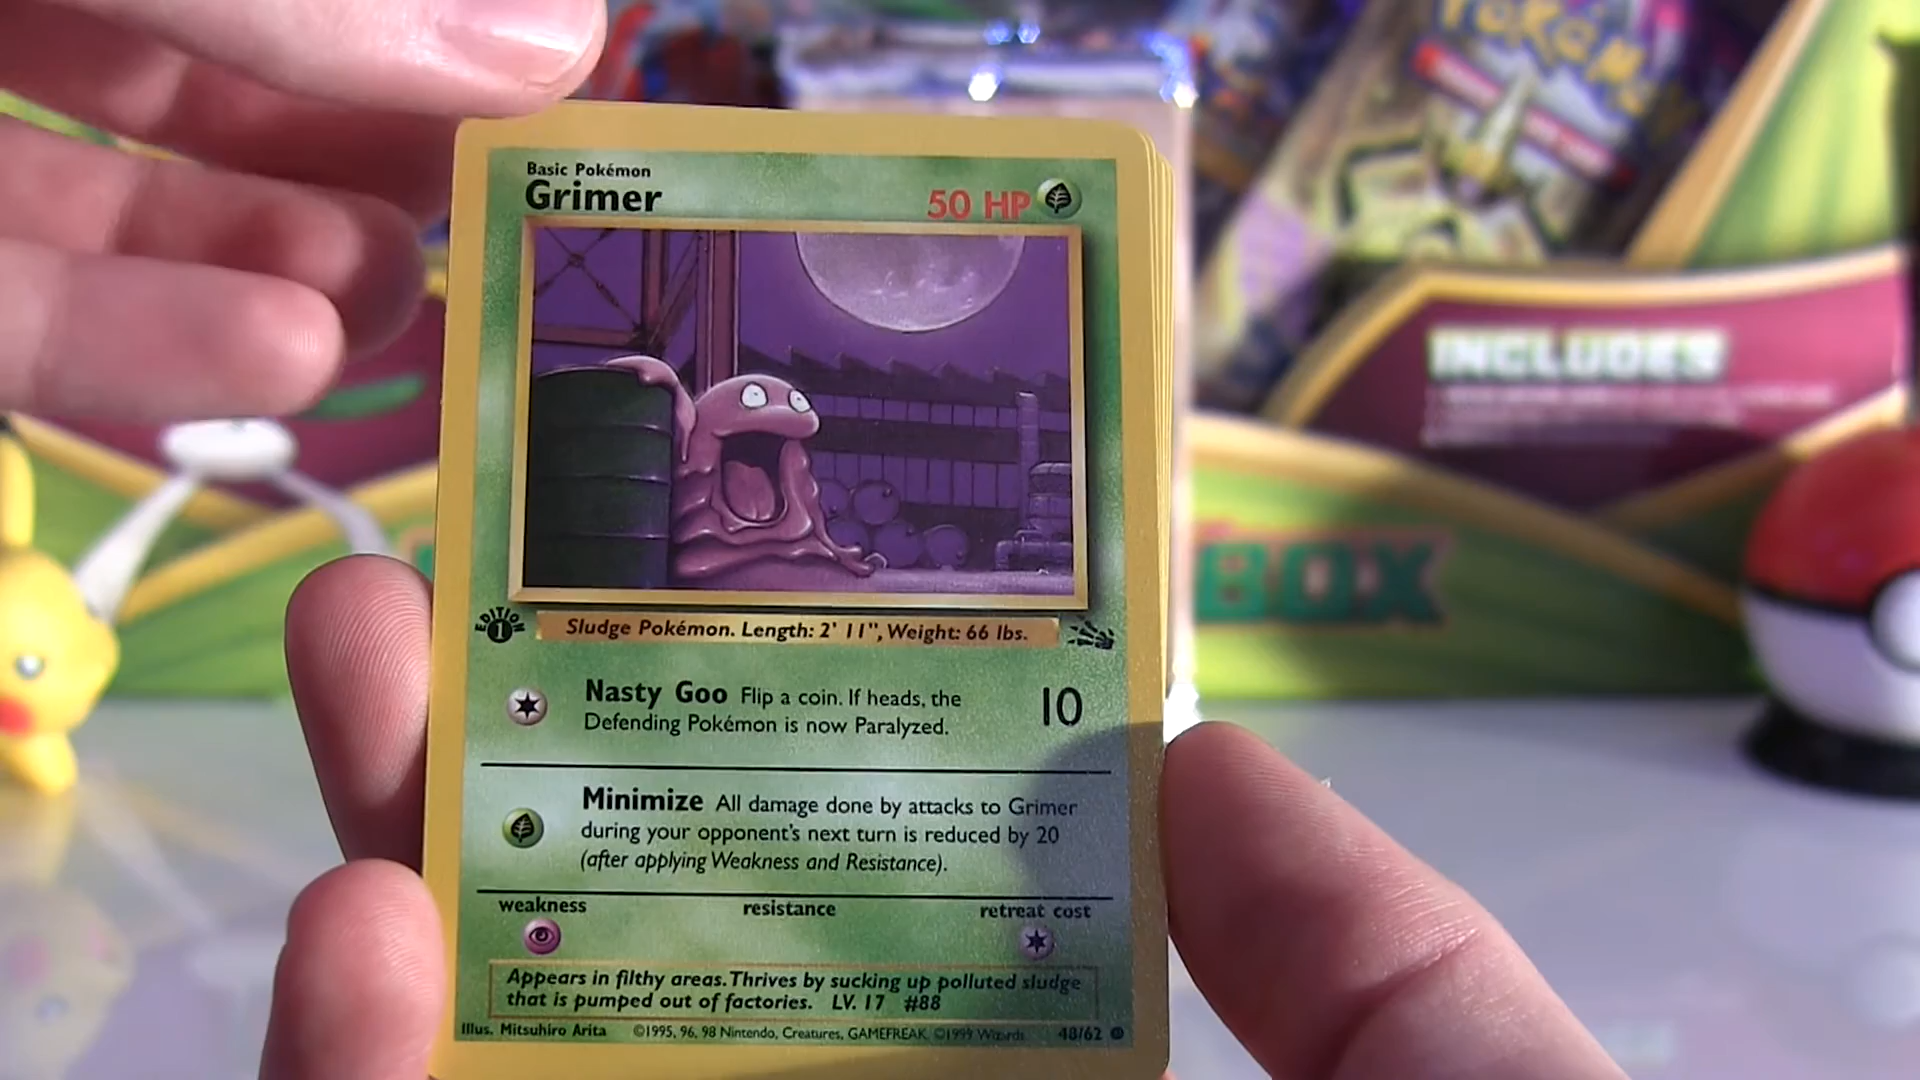 POKéMON
Basic Pokémon
Grimer
50 HP
INCLUDES
BOX
EDITION
1
Sludge Pokémon. Length: 2' 11", Weight: 66 lbs.
Nasty Goo Flip a coin. If heads, the
Defending Pokémon is now Paralyzed.
10
Minimize All damage done by attacks to Grimer
during your opponent's next turn is reduced by 20
(after applying Weakness and Resistance).
weakness resistance retreat cost
Appears in filthy areas. Thrives by sucking up polluted sludge
that is pumped out of factories. LV. 17 #88
Illus. Mitsuhiro Arita ©1995, 96, 98 Nintendo, Creatures, GAMEFREAK. ©1999 Wizards 48/62